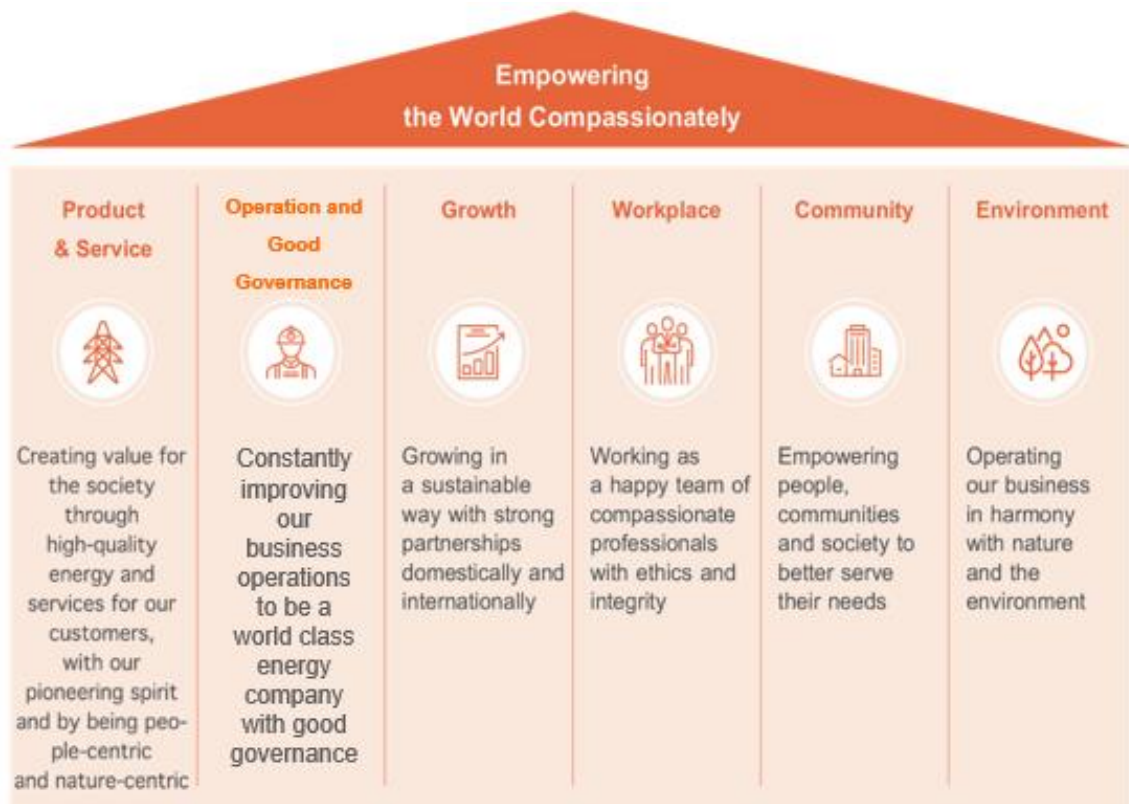 Empowering
the World Compassionately
Product
& Service
Creating value for
the society
through
high-quality
energy and
services for our
customers,
with our
pioneering spirit
and by being peo-
ple-centric
and nature-centric
Operation and
Good
Governance
Constantly
improving
our
business
operations
to be a
world class
energy
company
with good
governance
Growth
Growing in
a sustainable
way with strong
partnerships
domestically and
internationally
Workplace
Working as
a happy team of
compassionate
professionals
with ethics and
integrity
Community
Empowering
people,
communities
and society to
better serve
their needs
Environment
Operating
our business
in harmony
with nature
and the
environment